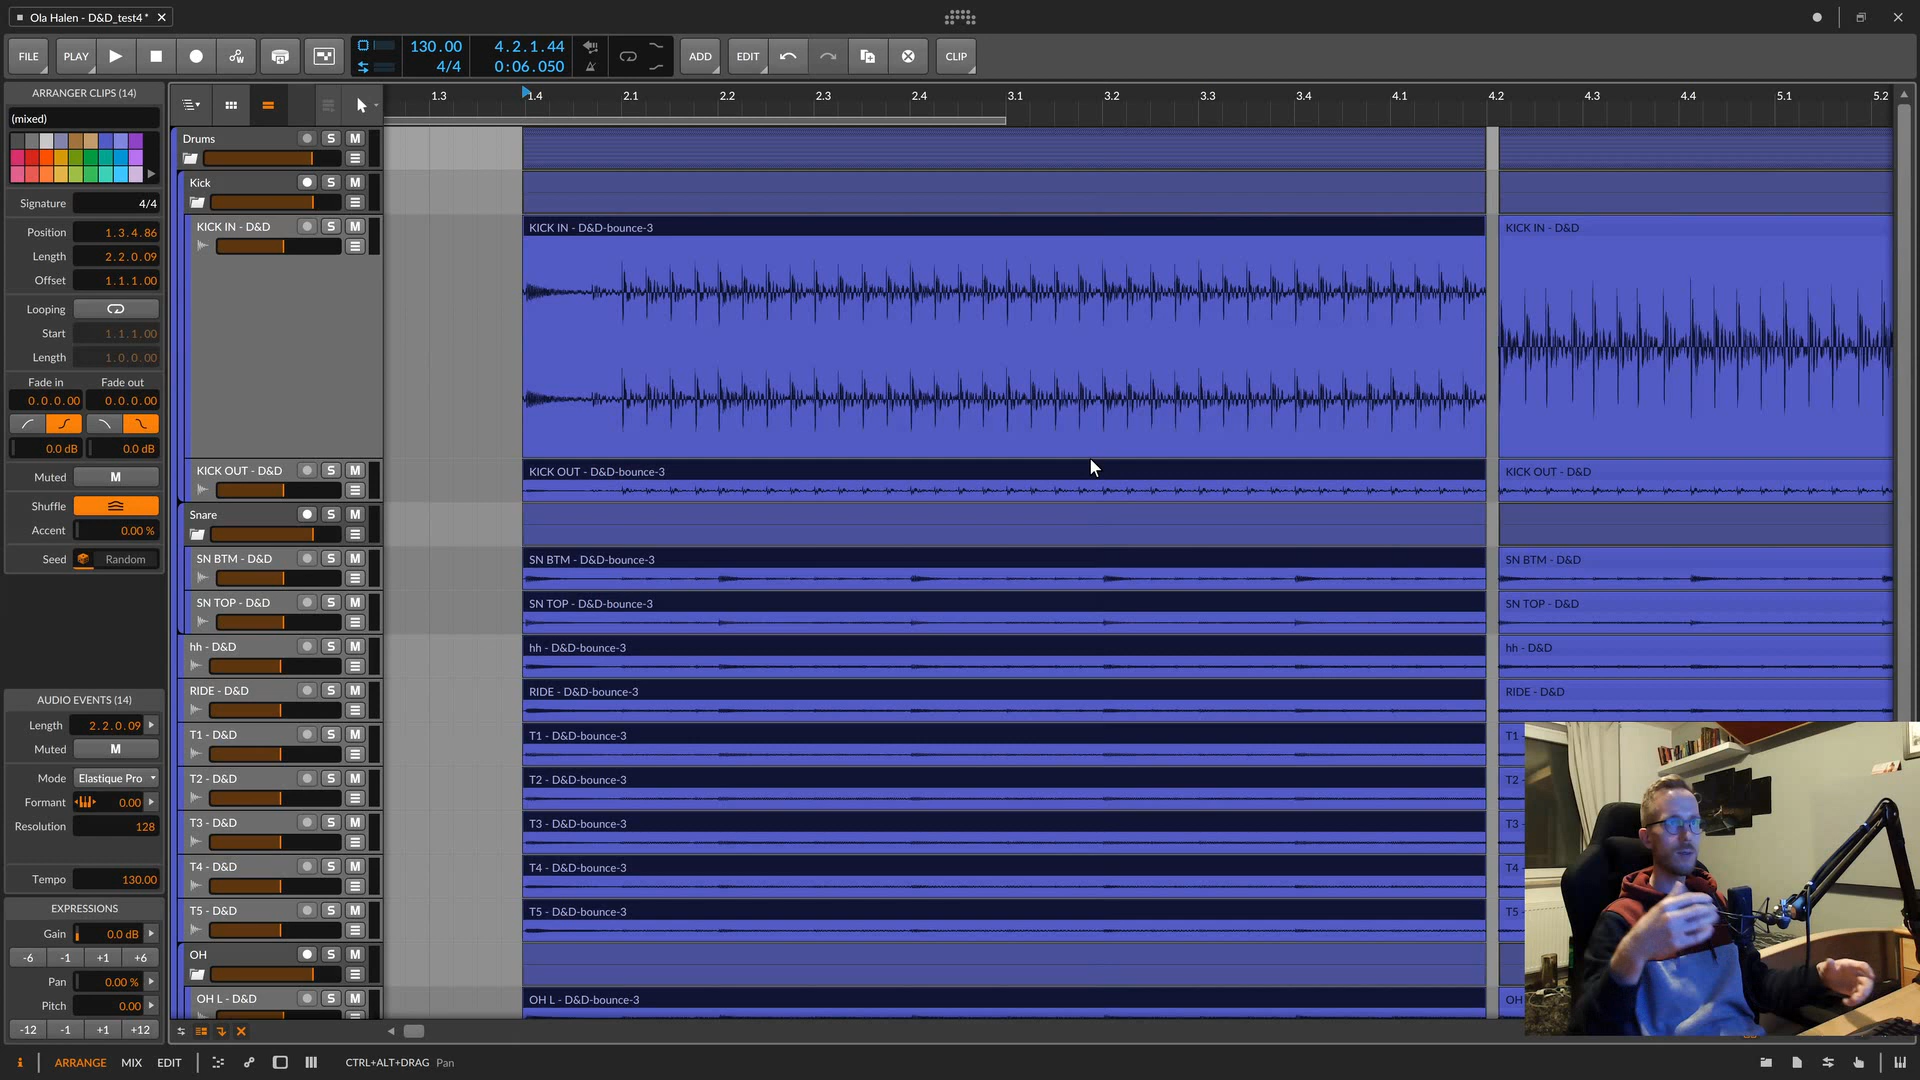 Ola Halen - D&D_test4 *
FILE
PLAY
130.00
4/4
4.2.1.44
0:06.050
ADD
EDIT
CLIP
ARRANGER CLIPS (14)
(mixed)
Signature 4/4
Position 1.3.4.86
Length 2.2.0.09
Offset 1.1.1.00
Looping
Start 1.1.1.00
Length 1.0.0.00
Fade in Fade out
0.0.0.00 0.0.0.00
0.0 dB 0.0 dB
Muted M
Shuffle
Accent 0.00 %
Seed Random
AUDIO EVENTS (14)
Length 2.2.0.09
Muted M
Mode Elastique Pro
Formant 0.00
Resolution 128
Tempo 130.00
EXPRESSIONS
Gain 0.0 dB
-6 -1 +1 +6
Pan 0.00 %
Pitch 0.00
-12 -1 +1 +12
1.3 1.4 2.1 2.2 2.3 2.4 3.1 3.2 3.3 3.4 4.1 4.2 4.3 4.4 5.1 5.2
Drums S M
Kick S M
KICK IN - D&D S M
KICK IN - D&D-bounce-3
KICK IN - D&D
KICK OUT - D&D S M
KICK OUT - D&D-bounce-3
KICK OUT - D&D
Snare S M
SN BTM - D&D S M
SN BTM - D&D-bounce-3
SN BTM - D&D
SN TOP - D&D S M
SN TOP - D&D-bounce-3
SN TOP - D&D
hh - D&D S M
hh - D&D-bounce-3
hh - D&D
RIDE - D&D S M
RIDE - D&D-bounce-3
RIDE - D&D
T1 - D&D S M
T1 - D&D-bounce-3
T1 -
T2 - D&D S M
T2 - D&D-bounce-3
T2 -
T3 - D&D S M
T3 - D&D-bounce-3
T3 -
T4 - D&D S M
T4 - D&D-bounce-3
T4 -
T5 - D&D S M
T5 - D&D-bounce-3
T5 -
OH S M
OH L - D&D S M
OH L - D&D-bounce-3
OH
i
ARRANGE
MIX
EDIT
CTRL+ALT+DRAG Pan